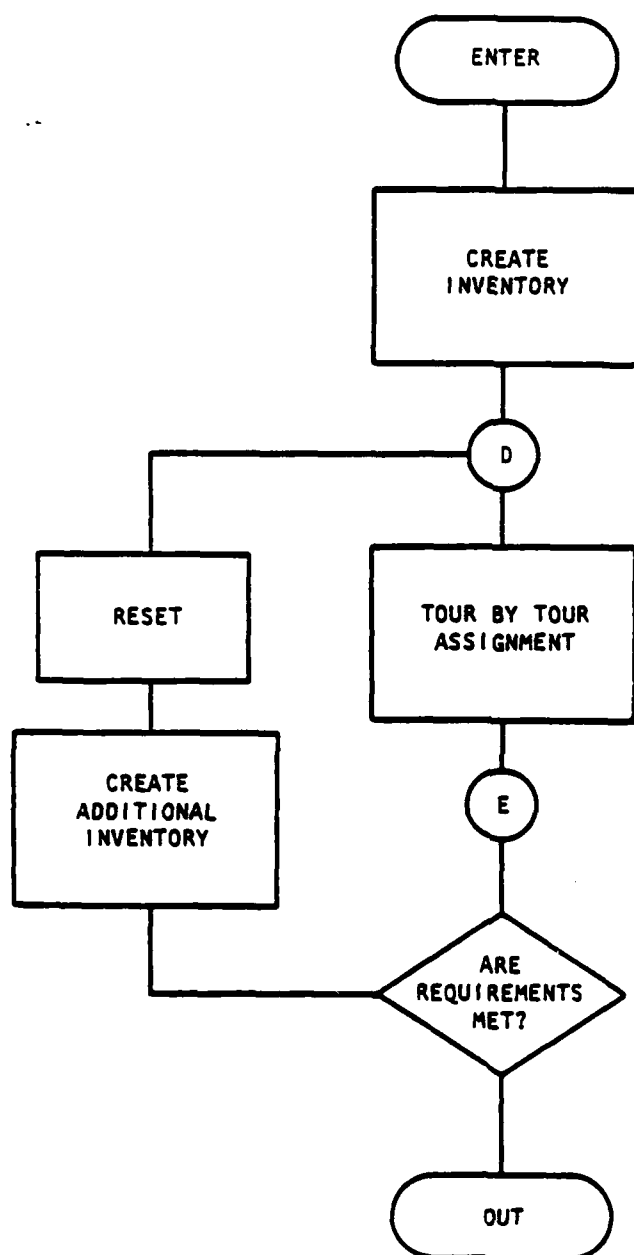 ENTER
CREATE
INVENTORY
D
RESET
TOUR BY TOUR
ASSIGNMENT
CREATE
ADDITIONAL
INVENTORY
E
ARE
REQUIREMENTS
MET?
OUT